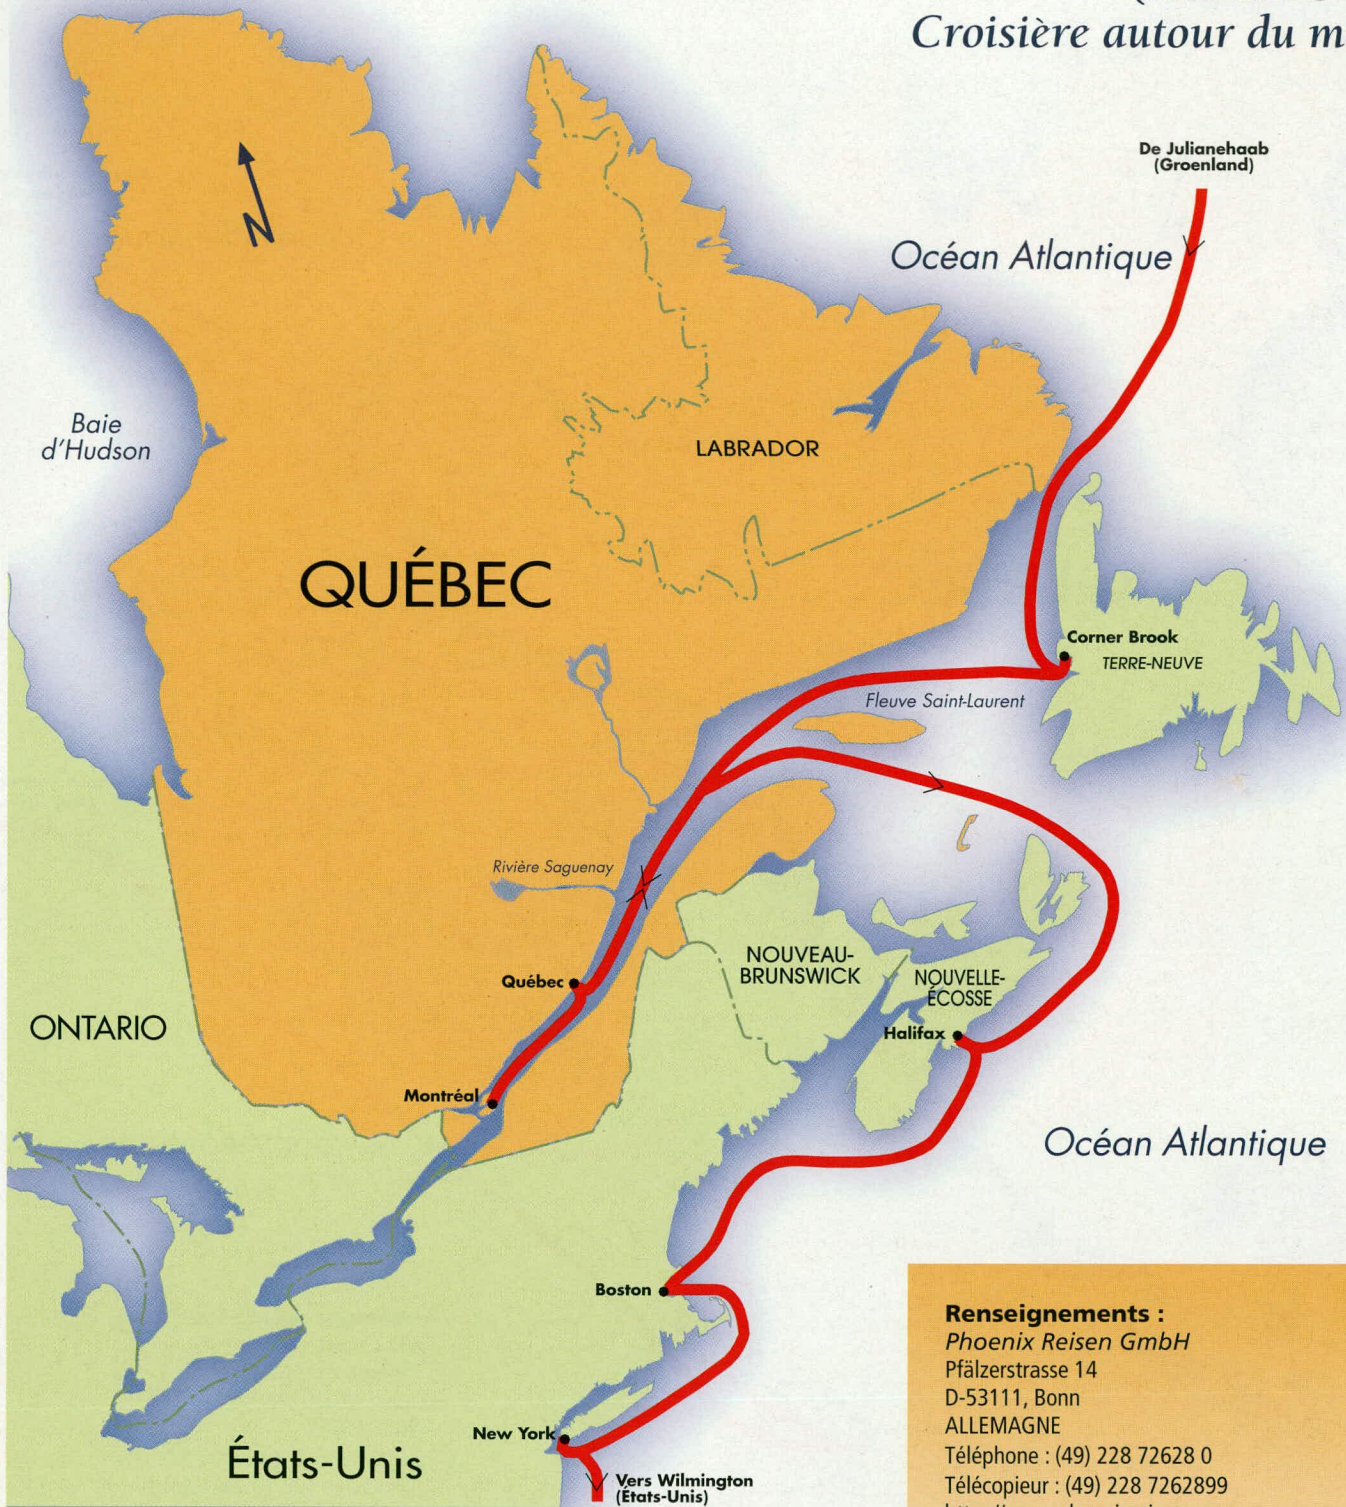 Croisière autour du m
De Julianehaab
(Groenland)
Océan Atlantique
N
Baie
d'Hudson
LABRADOR
QUÉBEC
Corner Brook
TERRE-NEUVE
Fleuve Saint-Laurent
Rivière Saguenay
NOUVEAU-
BRUNSWICK
NOUVELLE-
ÉCOSSE
Québec
ONTARIO
Halifax
Montréal
Océan Atlantique
Boston
New York
États-Unis
Vers Wilmington
(États-Unis)
Renseignements :
Phoenix Reisen GmbH
Pfälzerstrasse 14
D-53111, Bonn
ALLEMAGNE
Téléphone : (49) 228 72628 0
Télécopieur : (49) 228 7262899